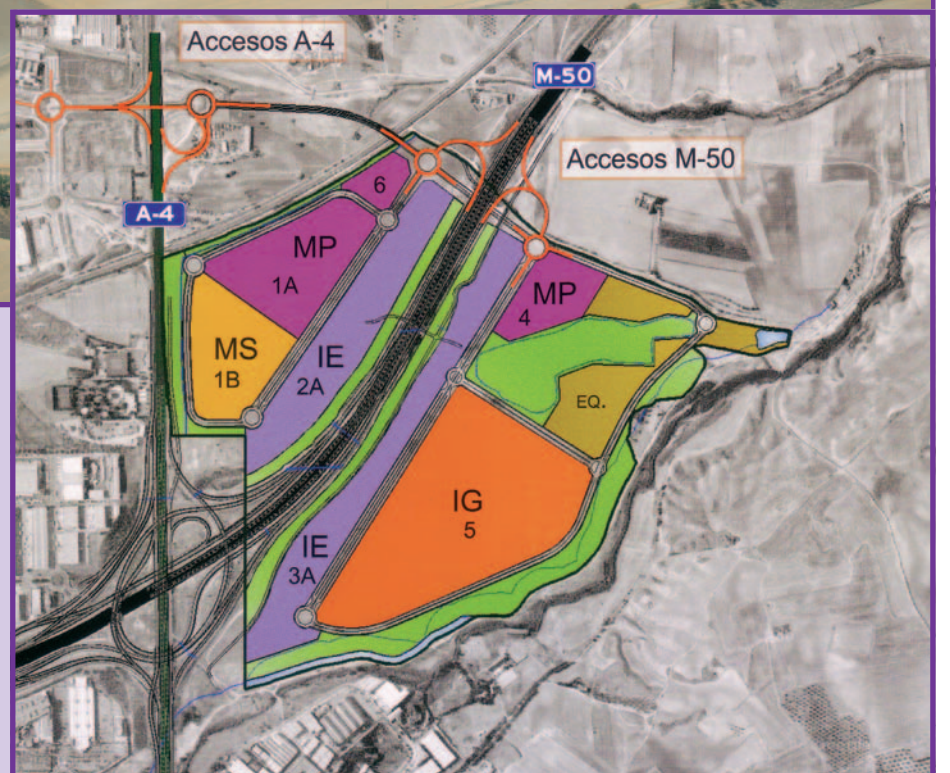 Accesos A-4
M-50
Accesos M-50
6
A-4
MP
1A
MP
4
MS
1B
IE
2A
EQ.
IG
5
IE
3A